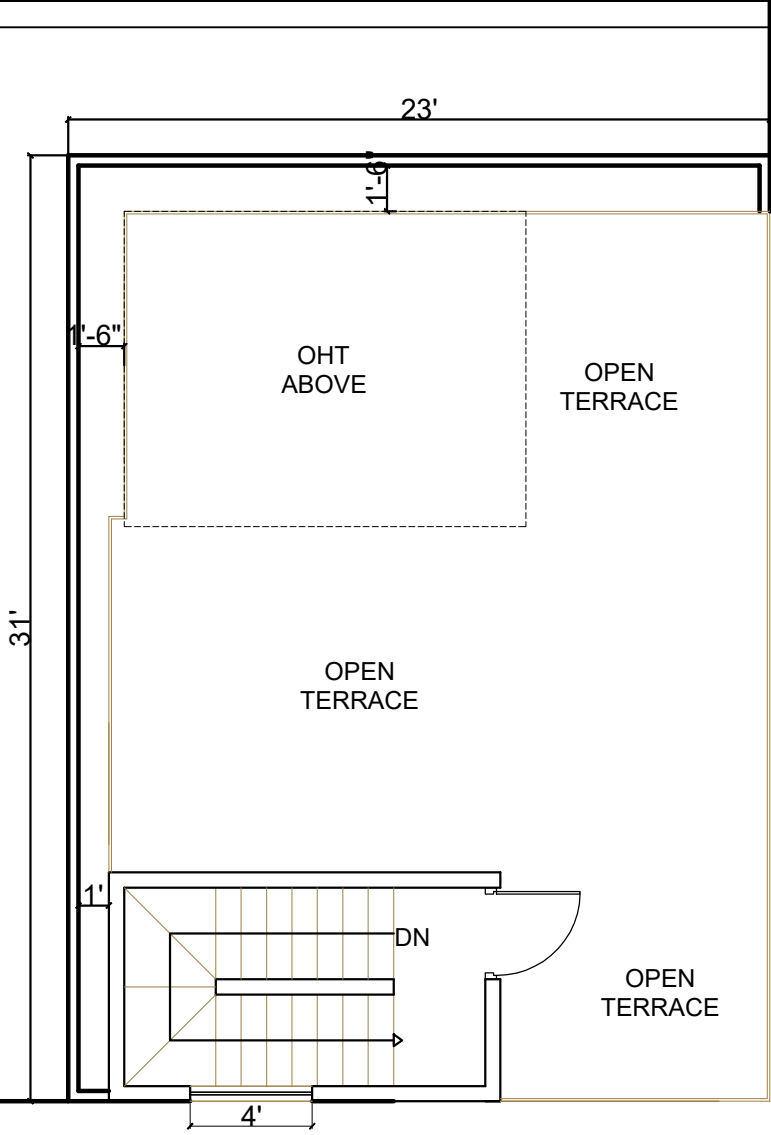 23'
1'-6"
1'-6"
OHT
ABOVE
OPEN
TERRACE
31'
OPEN
TERRACE
1'
DN
OPEN
TERRACE
4'